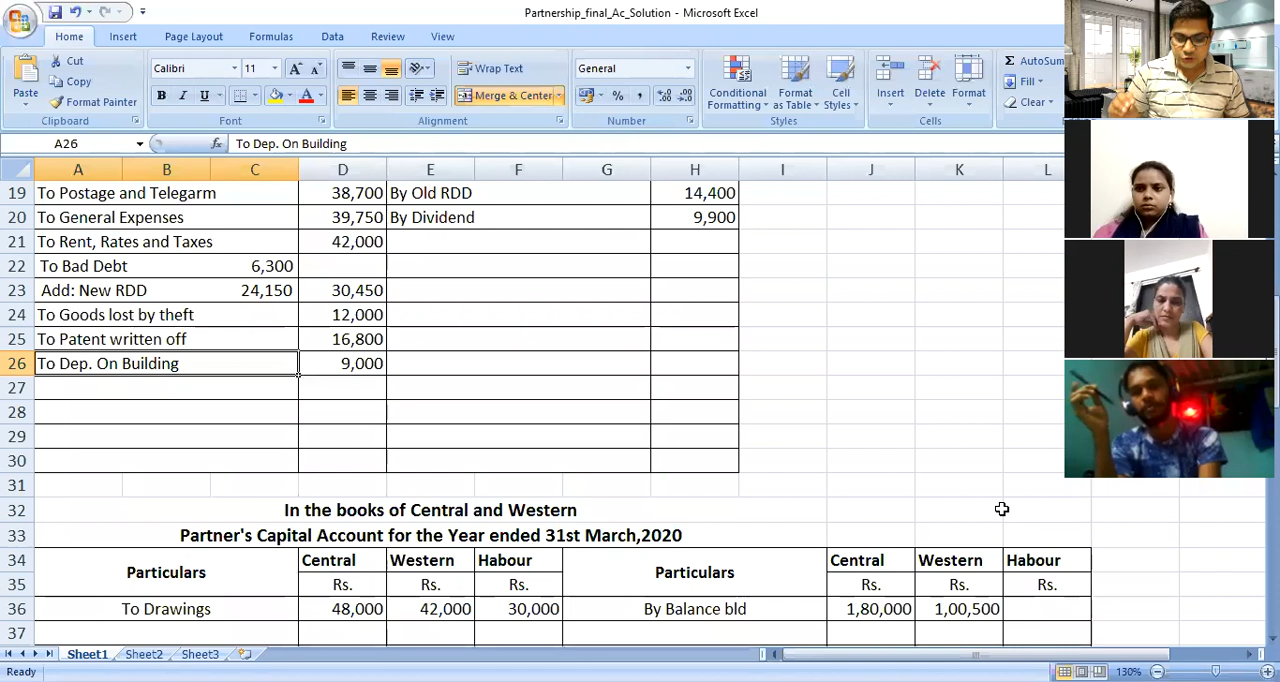 Partnership_final_Ac_Solution - Microsoft Excel
Home Insert Page Layout Formulas Data Review View
Paste Cut Copy Format Painter Clipboard
Calibri 11 B I U A A A Font
Wrap Text Merge & Center Alignment
General % , Number
Conditional Formatting Format as Table Cell Styles Styles
Insert Delete Format Cells
Σ AutoSum Fill Clear
A26 fx To Dep. On Building
A B C D E F G H I J K L
19 To Postage and Telegarm 38,700 By Old RDD 14,400
20 To General Expenses 39,750 By Dividend 9,900
21 To Rent, Rates and Taxes 42,000
22 To Bad Debt 6,300
23 Add: New RDD 24,150 30,450
24 To Goods lost by theft 12,000
25 To Patent written off 16,800
26 To Dep. On Building 9,000
27
28
29
30
31
32 In the books of Central and Western
33 Partner's Capital Account for the Year ended 31st March,2020
34 Particulars Central Western Habour Particulars Central Western Habour
35 Rs. Rs. Rs. Rs. Rs. Rs.
36 To Drawings 48,000 42,000 30,000 By Balance bld 1,80,000 1,00,500
37
Sheet1 Sheet2 Sheet3
Ready 130%